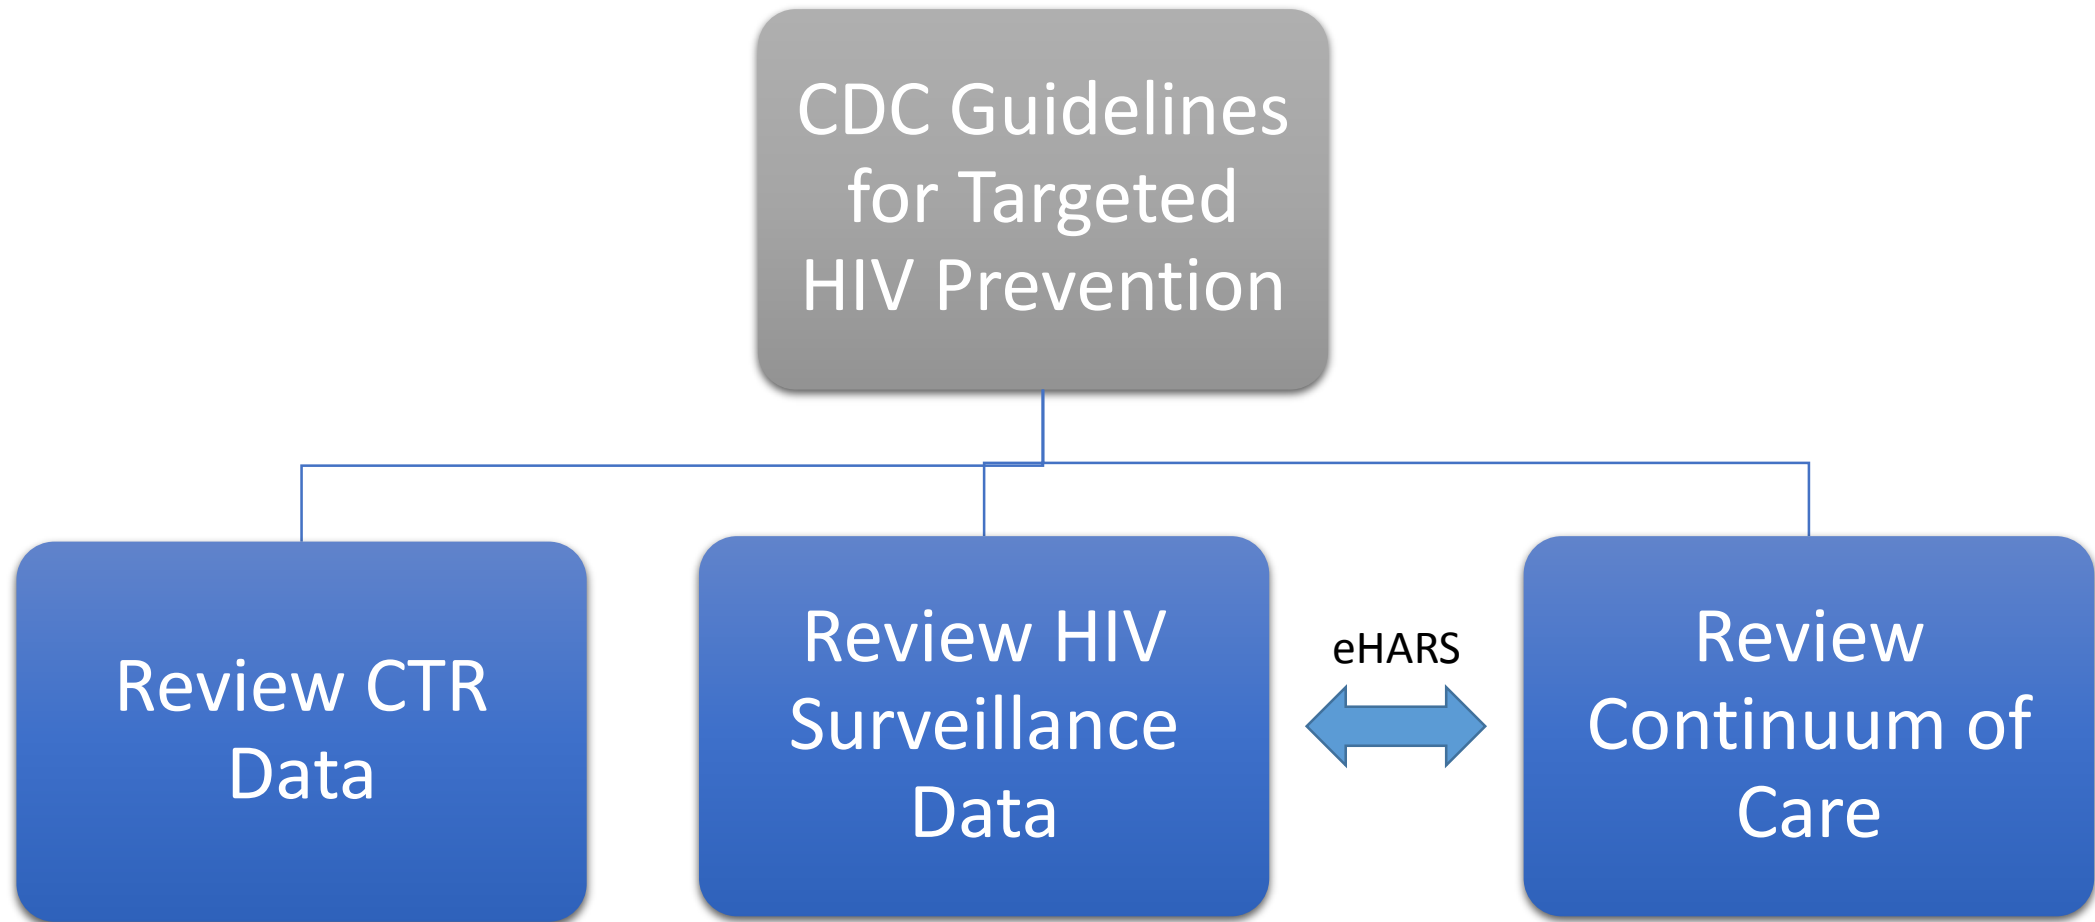 CDC Guidelines
for Targeted
HIV Prevention
Review CTR
Data
Review HIV
Surveillance
Data
eHARS
Review
Continuum of
Care